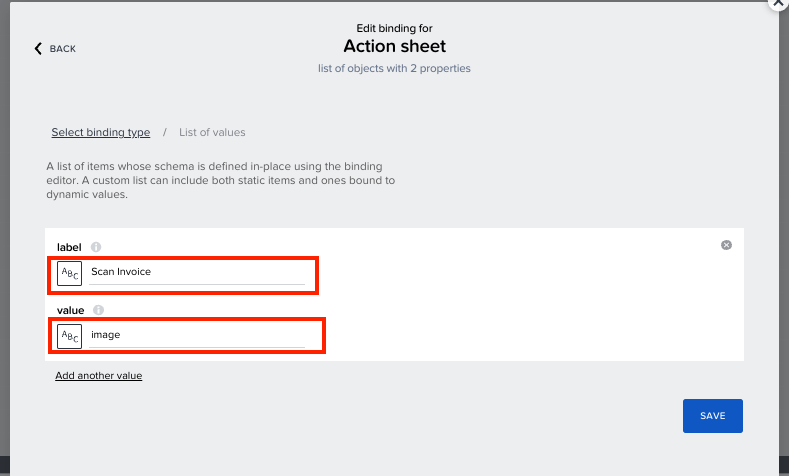 Edit binding for
BACK
Action sheet
list of objects with 2 properties
Select binding type / List of values
A list of items whose schema is defined in-place using the binding
editor. A custom list can include both static items and ones bound to
dynamic values.
label
ABC Scan Invoice
value
ABC image
Add another value
SAVE